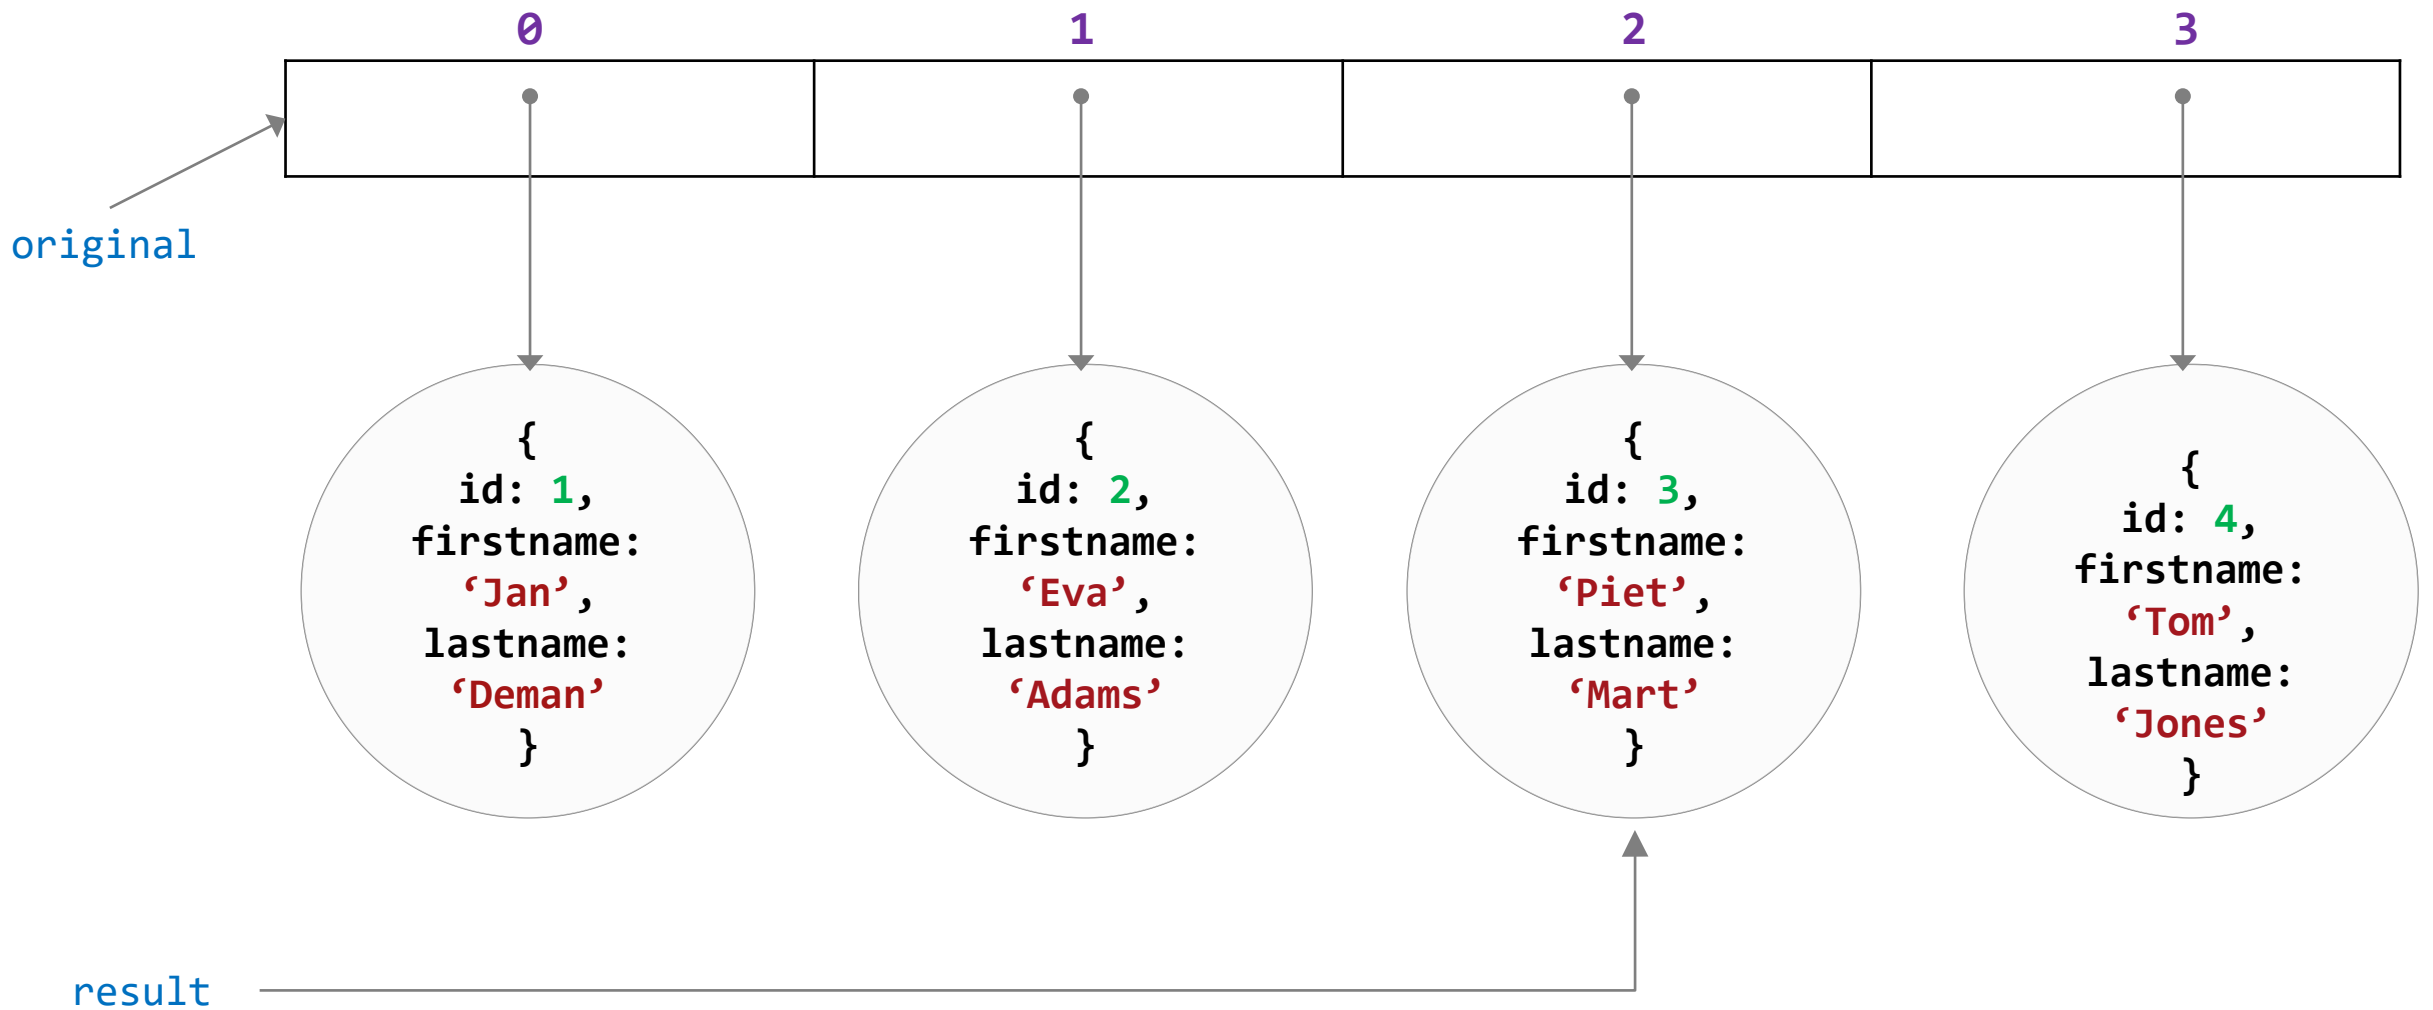 0 1 2 3
original
{
id: 1,
firstname:
‘Jan’,
lastname:
‘Deman’
}
{
id: 2,
firstname:
‘Eva’,
lastname:
‘Adams’
}
{
id: 3,
firstname:
‘Piet’,
lastname:
‘Mart’
}
{
id: 4,
firstname:
‘Tom’,
lastname:
‘Jones’
}
result